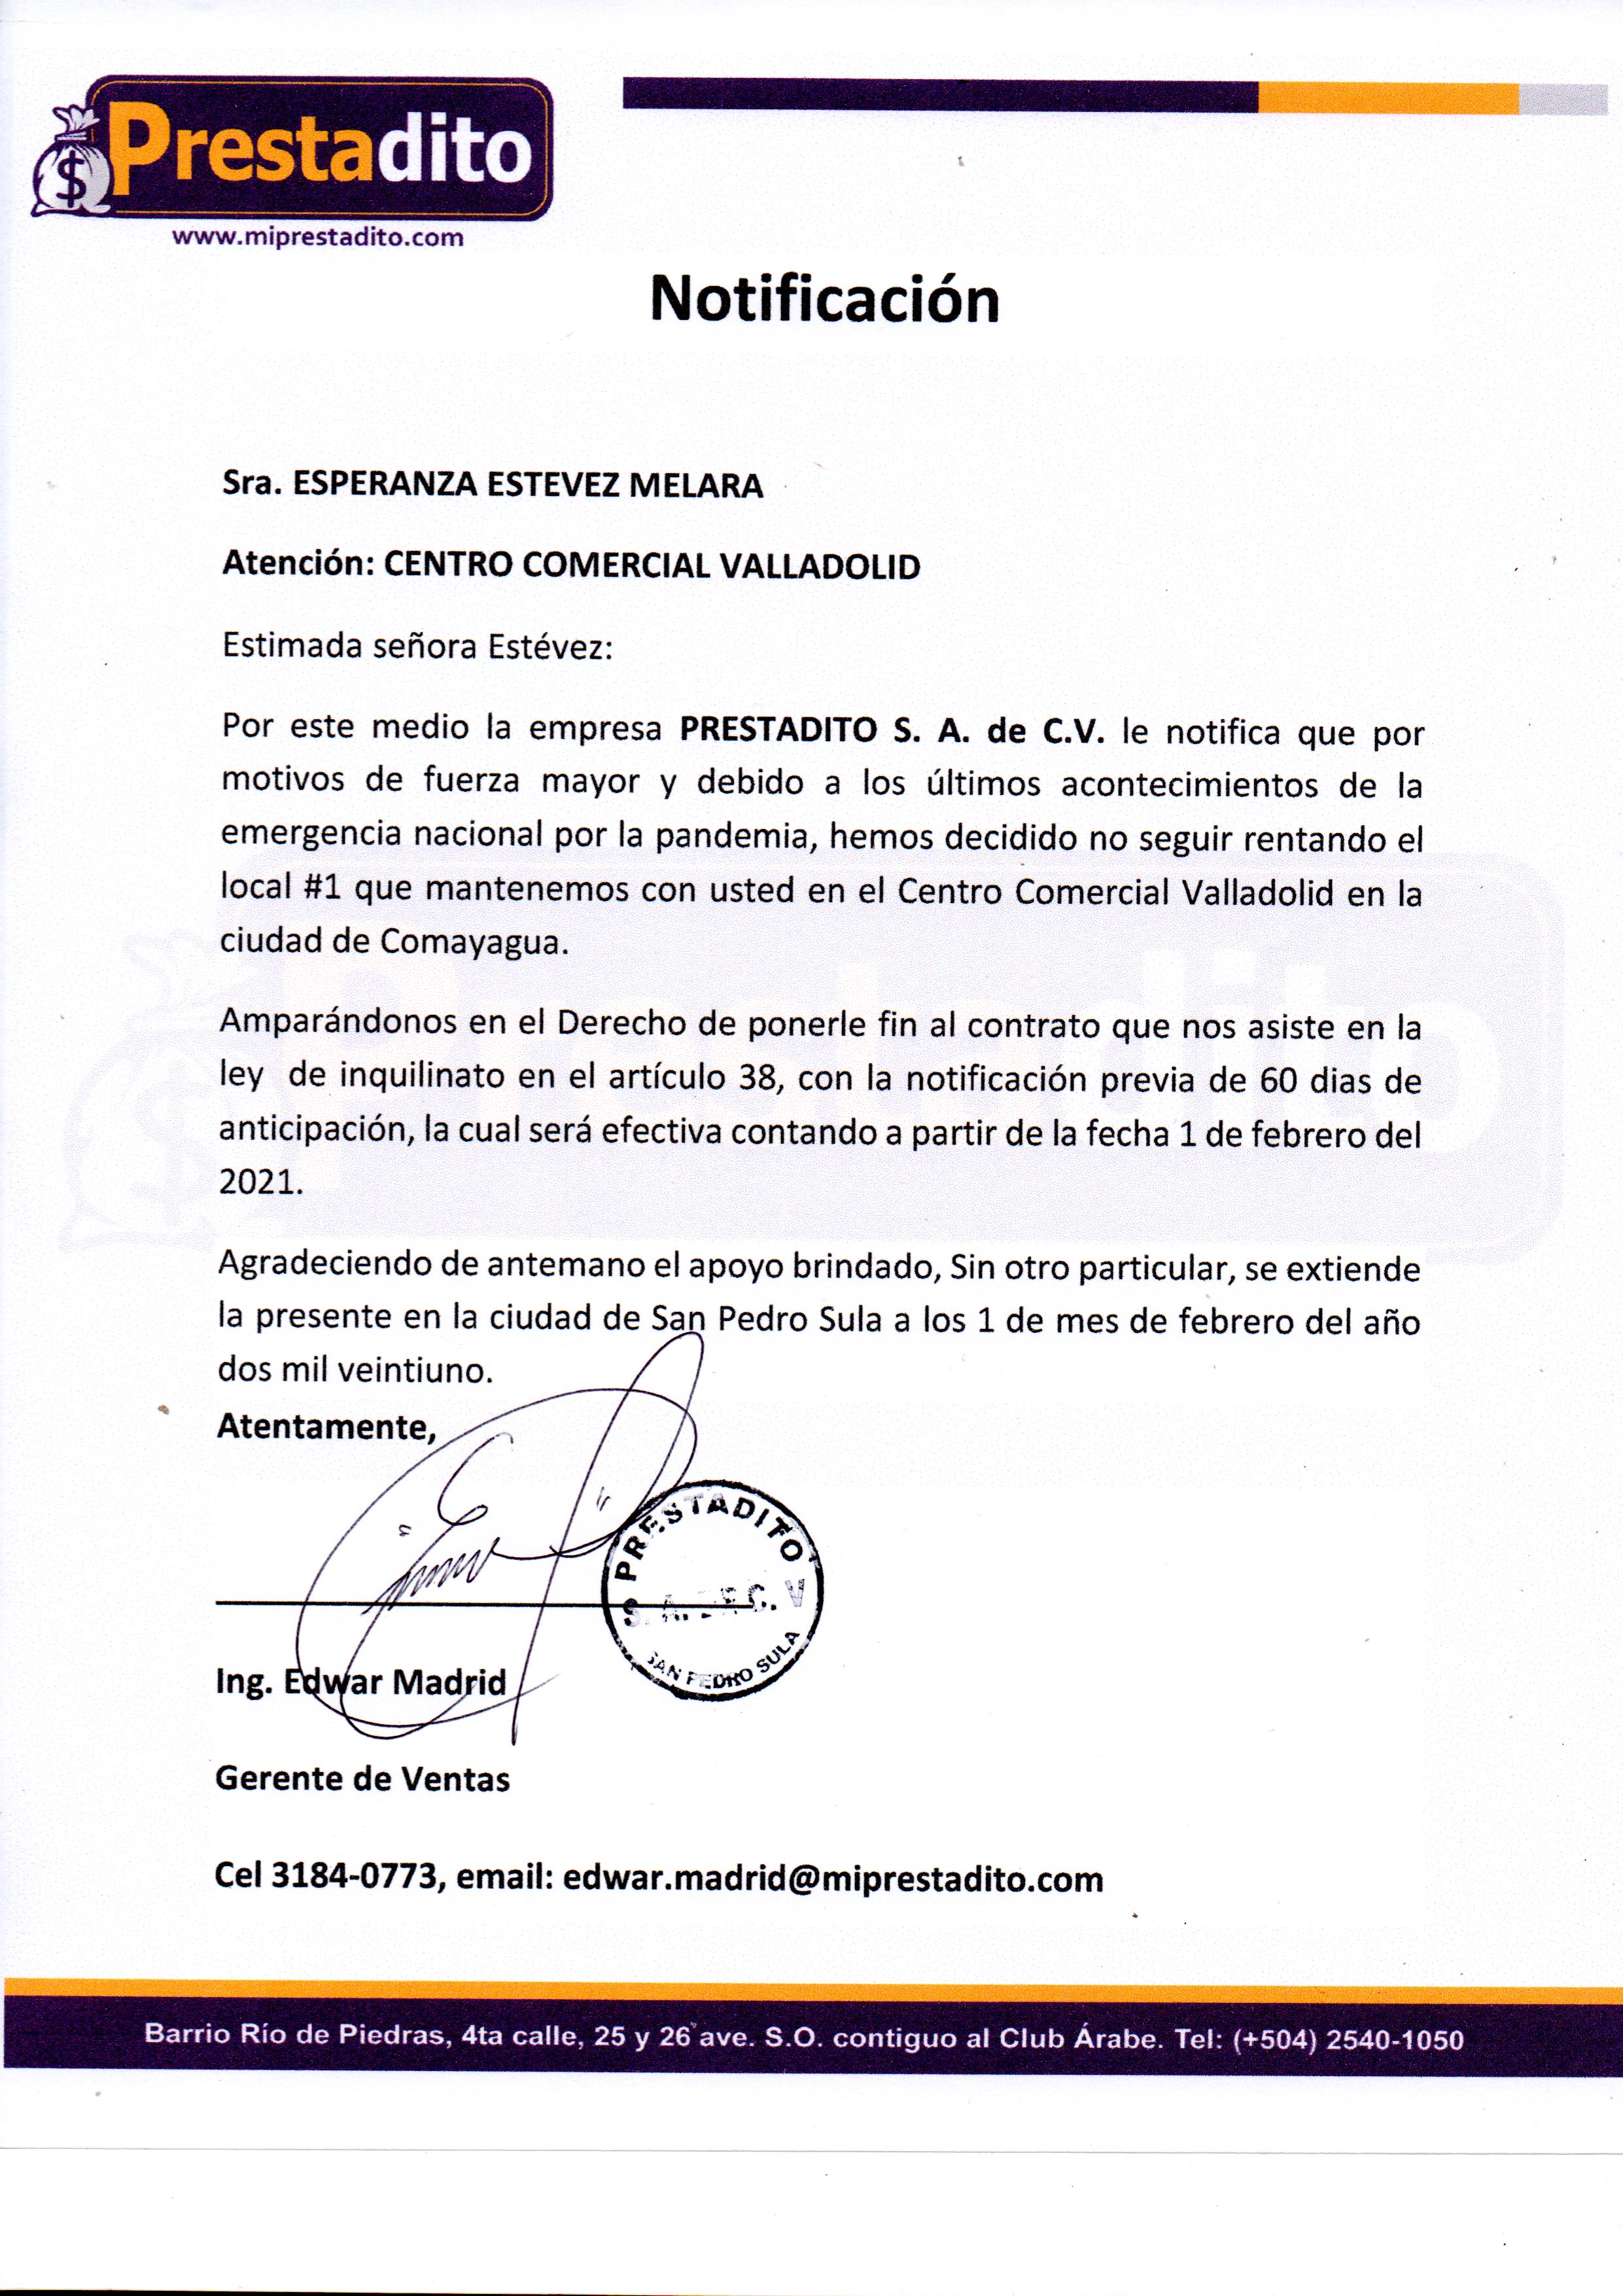 Prestadito
www.miprestadito.com
Notificación
Sra. ESPERANZA ESTEVEZ MELARA
Atención: CENTRO COMERCIAL VALLADOLID
Estimada señora Estévez:
Por este medio la empresa PRESTADITO S. A. de C.V. le notifica que por
motivos de fuerza mayor y debido a los últimos acontecimientos de la
emergencia nacional por la pandemia, hemos decidido no seguir rentando el
local #1 que mantenemos con usted en el Centro Comercial Valladolid en la
ciudad de Comayagua.
Amparándonos en el Derecho de ponerle fin al contrato que nos asiste en la
ley de inquilinato en el artículo 38, con la notificación previa de 60 dias de
anticipación, la cual será efectiva contando a partir de la fecha 1 de febrero del
2021.
Agradeciendo de antemano el apoyo brindado, Sin otro particular, se extiende
la presente en la ciudad de San Pedro Sula a los 1 de mes de febrero del año
dos mil veintiuno.
Atentamente,
PRESTADITO
S. A. DE C. V
SAN PEDRO SULA
Ing. Edwar Madrid
Gerente de Ventas
Cel 3184-0773, email: edwar.madrid@miprestadito.com
Barrio Río de Piedras, 4ta calle, 25 y 26 ave. S.O. contiguo al Club Árabe. Tel: (+504) 2540-1050